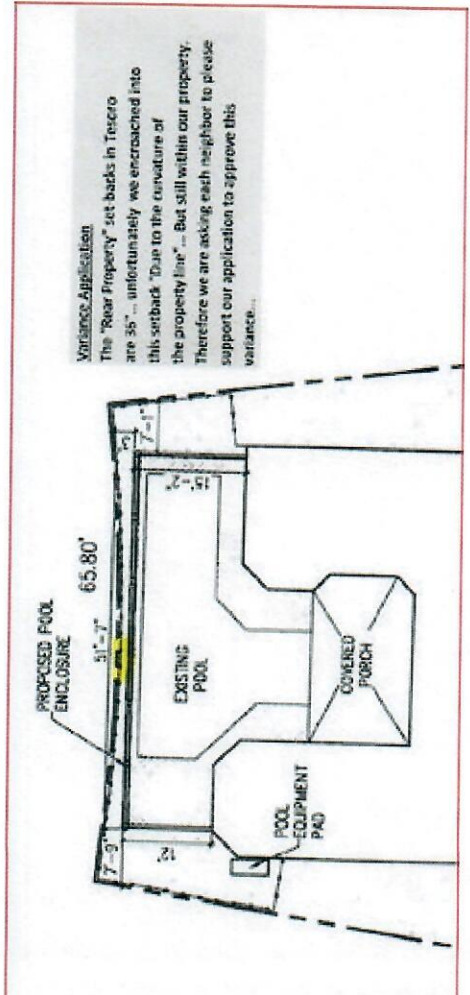 Variance Application
The "Rear Property" set-backs in Tesoro
are 35"... unfortunately we encroached into
this setback "Due to the curvature of
the property line"... But still within our property.
Therefore we are asking each neighbor to please
support our application to approve this
variance...
PROPOSED POOL
ENCLOSURE
65.80'
51'-7"
3'
7'-1"
7'-9"
15'-2"
12'
EXISTING
POOL
COVERED
PORCH
POOL
EQUIPMENT
PAD